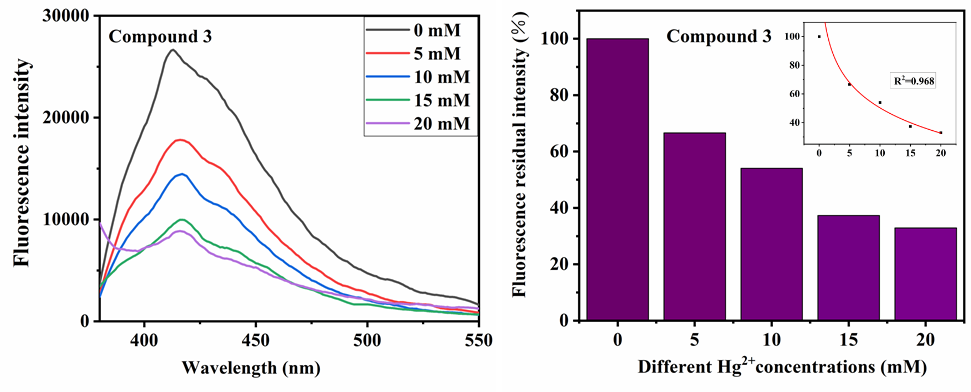 Compound 3
0 mM
5 mM
10 mM
15 mM
20 mM
Fluorescence intensity
30000
20000
10000
0
400
450
500
550
Wavelength (nm)
Compound 3
Fluorescence residual intensity (%)
100
80
60
40
20
0
0
5
10
15
20
Different Hg²⁺concentrations (mM)
R²=0.968
100
80
60
40
0
5
10
15
20